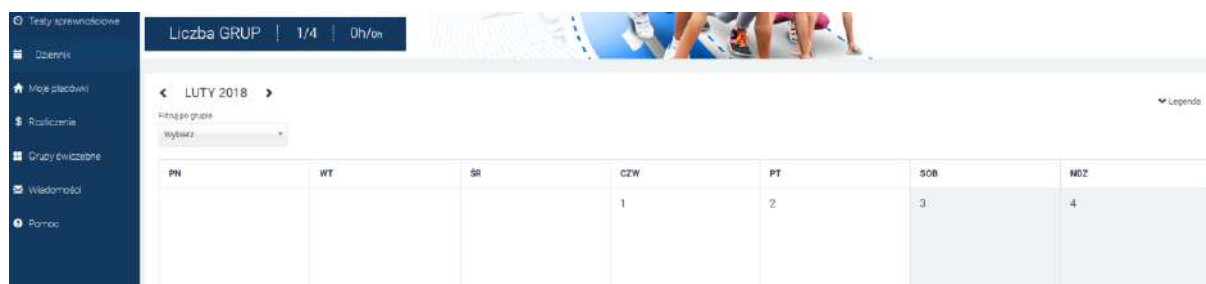 Testy sprawnościowe
Dziennik
Moje placówki
Rozliczenia
Grupy ćwiczebne
Wiadomości
Pomoc
Liczba GRUP 1/4 0h/0h
LUTY 2018
Filtruj po grupie
Wybierz
Legenda
PN WT ŚR CZW PT SOB NDZ
1 2 3 4